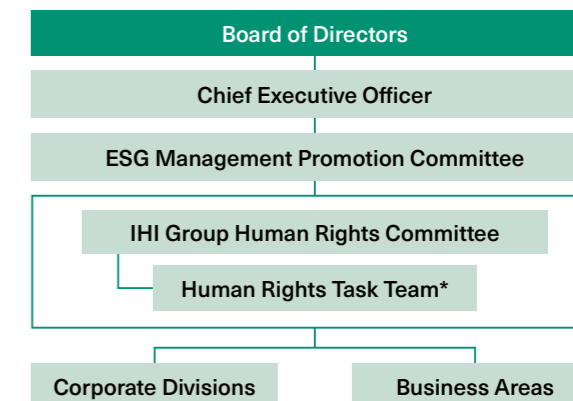 Board of Directors
Chief Executive Officer
ESG Management Promotion Committee
IHI Group Human Rights Committee
Human Rights Task Team*
Corporate Divisions
Business Areas